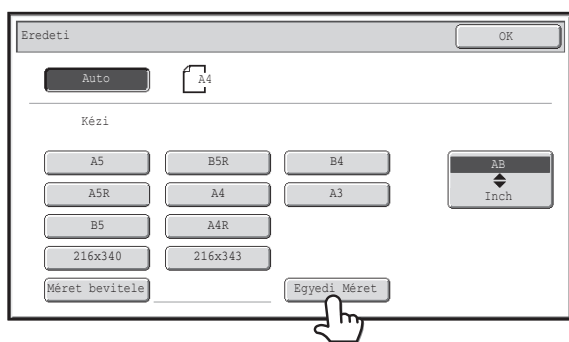 Eredeti OK
Auto A4
Kézi
A5 B5R B4 AB
A5R A4 A3 Inch
B5 A4R
216x340 216x343
Méret bevitele Egyedi Méret